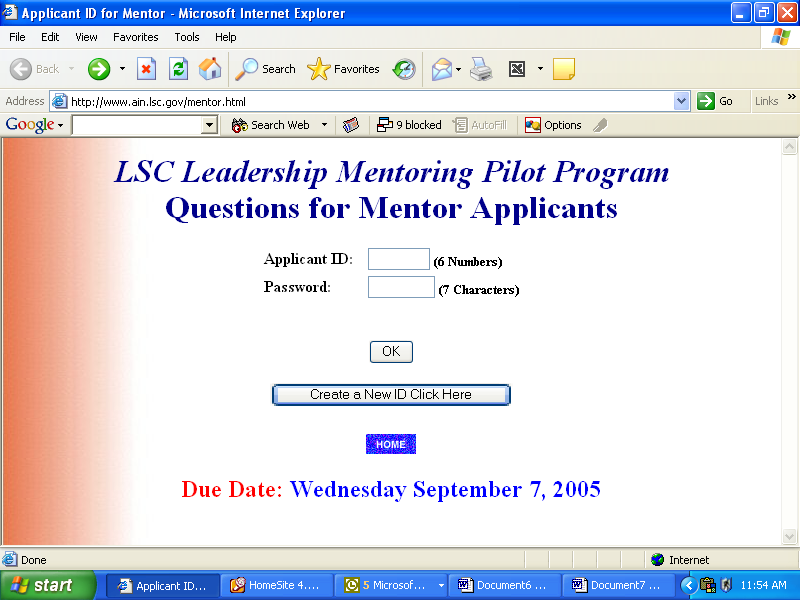 Applicant ID for Mentor - Microsoft Internet Explorer
File Edit View Favorites Tools Help
Back Search Favorites
Address http://www.ain.lsc.gov/mentor.html Go Links »
Google Search Web 9 blocked AutoFill Options
LSC Leadership Mentoring Pilot Program
Questions for Mentor Applicants
Applicant ID: (6 Numbers)
Password: (7 Characters)
OK
Create a New ID Click Here
HOME
Due Date: Wednesday September 7, 2005
Done Internet
start Applicant ID... HomeSite 4.... 5 Microsof... Document6 ... Document7 ... 11:54 AM